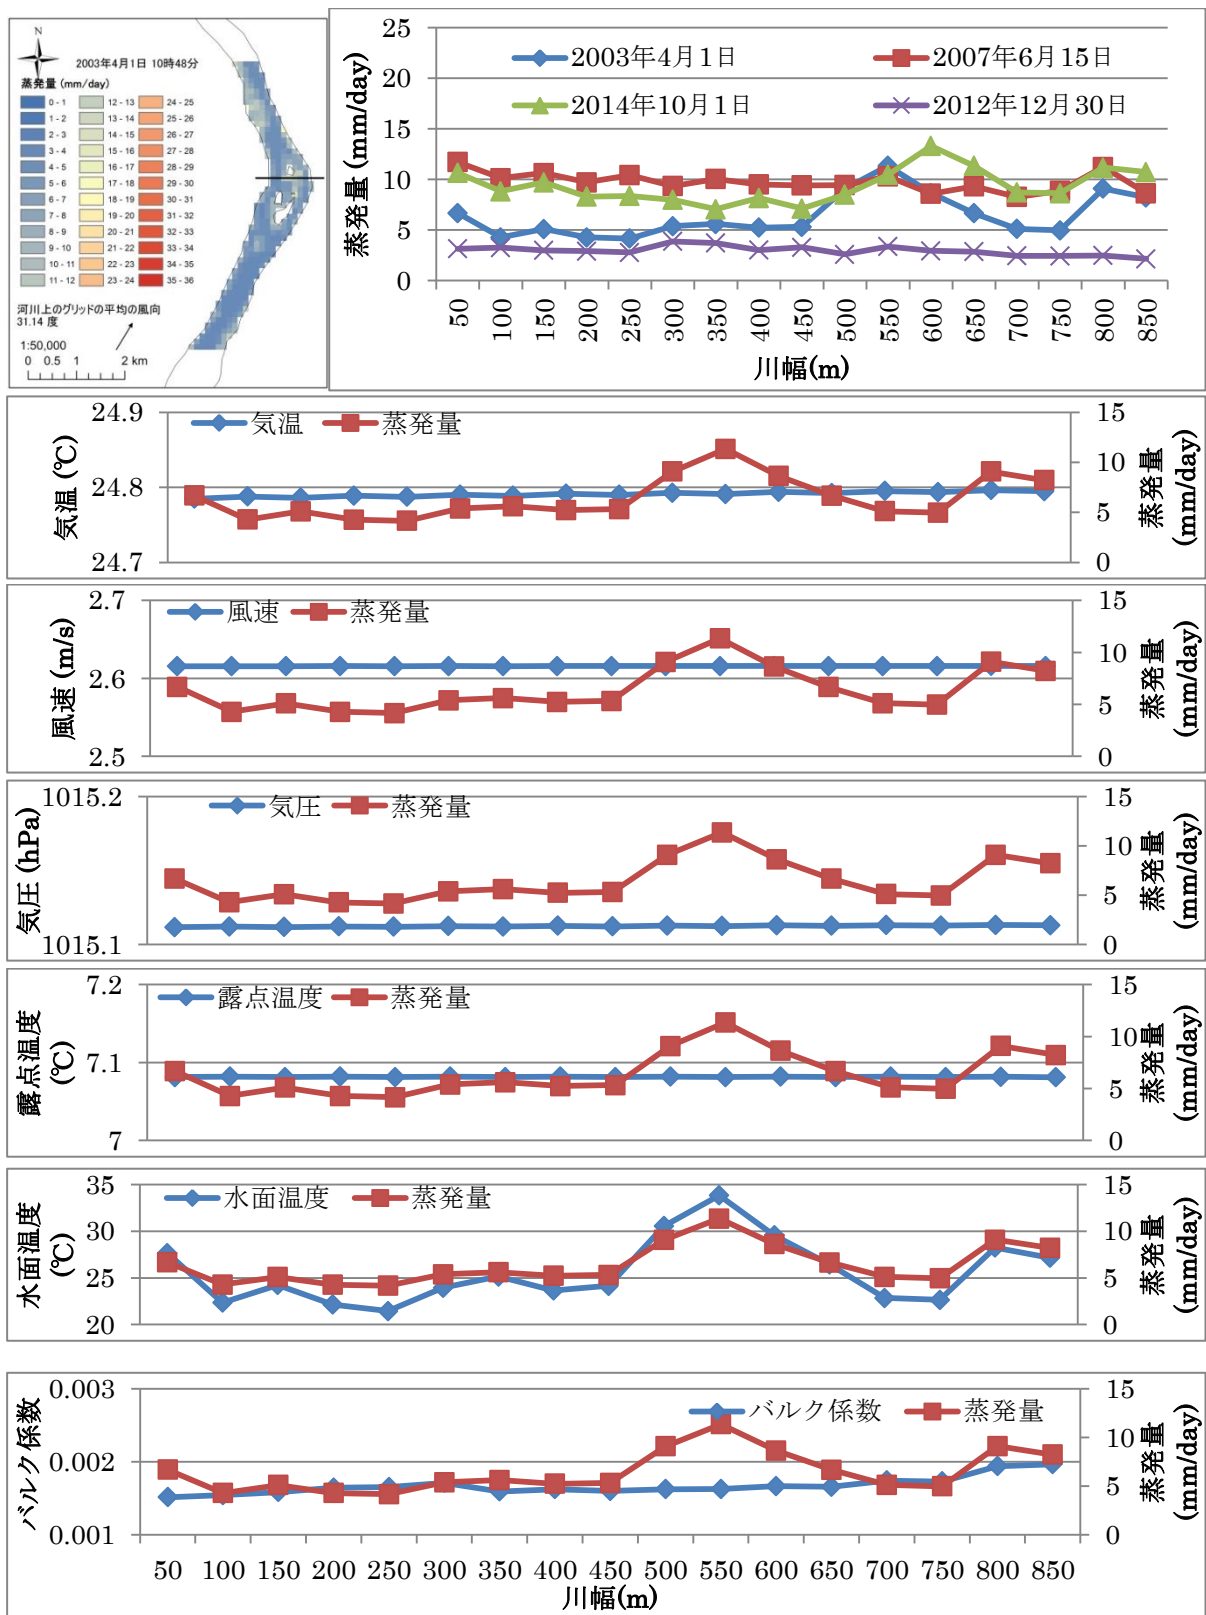 N
2003年4月1日 10時48分
蒸発量 (mm/day)
0 - 1
1 - 2
2 - 3
3 - 4
4 - 5
5 - 6
6 - 7
7 - 8
8 - 9
9 - 10
10 - 11
11 - 12
12 - 13
13 - 14
14 - 15
15 - 16
16 - 17
17 - 18
18 - 19
19 - 20
20 - 21
21 - 22
22 - 23
23 - 24
24 - 25
25 - 26
26 - 27
27 - 28
28 - 29
29 - 30
30 - 31
31 - 32
32 - 33
33 - 34
34 - 35
35 - 36
河川上のグリッドの平均の風向
31.14 度
1:50,000
0 0.5 1 2 km
蒸発量 (mm/day)
25
20
15
10
5
0
2003年4月1日
2007年6月15日
2014年10月1日
2012年12月30日
50 100 150 200 250 300 350 400 450 500 550 600 650 700 750 800 850
川幅(m)
気温 (℃)
24.9
24.8
24.7
気温 蒸発量
15
10
5
0
蒸発量
(mm/day)
風速 (m/s)
2.7
2.6
2.5
風速 蒸発量
15
10
5
0
蒸発量
(mm/day)
気圧 (hPa)
1015.2
1015.1
気圧 蒸発量
15
10
5
0
蒸発量
(mm/day)
露点温度
(℃)
7.2
7.1
7
露点温度 蒸発量
15
10
5
0
蒸発量
(mm/day)
水面温度
(℃)
35
30
25
20
水面温度 蒸発量
15
10
5
0
蒸発量
(mm/day)
バルク係数
0.003
0.002
0.001
バルク係数 蒸発量
15
10
5
0
蒸発量
(mm/day)
50 100 150 200 250 300 350 400 450 500 550 600 650 700 750 800 850
川幅(m)